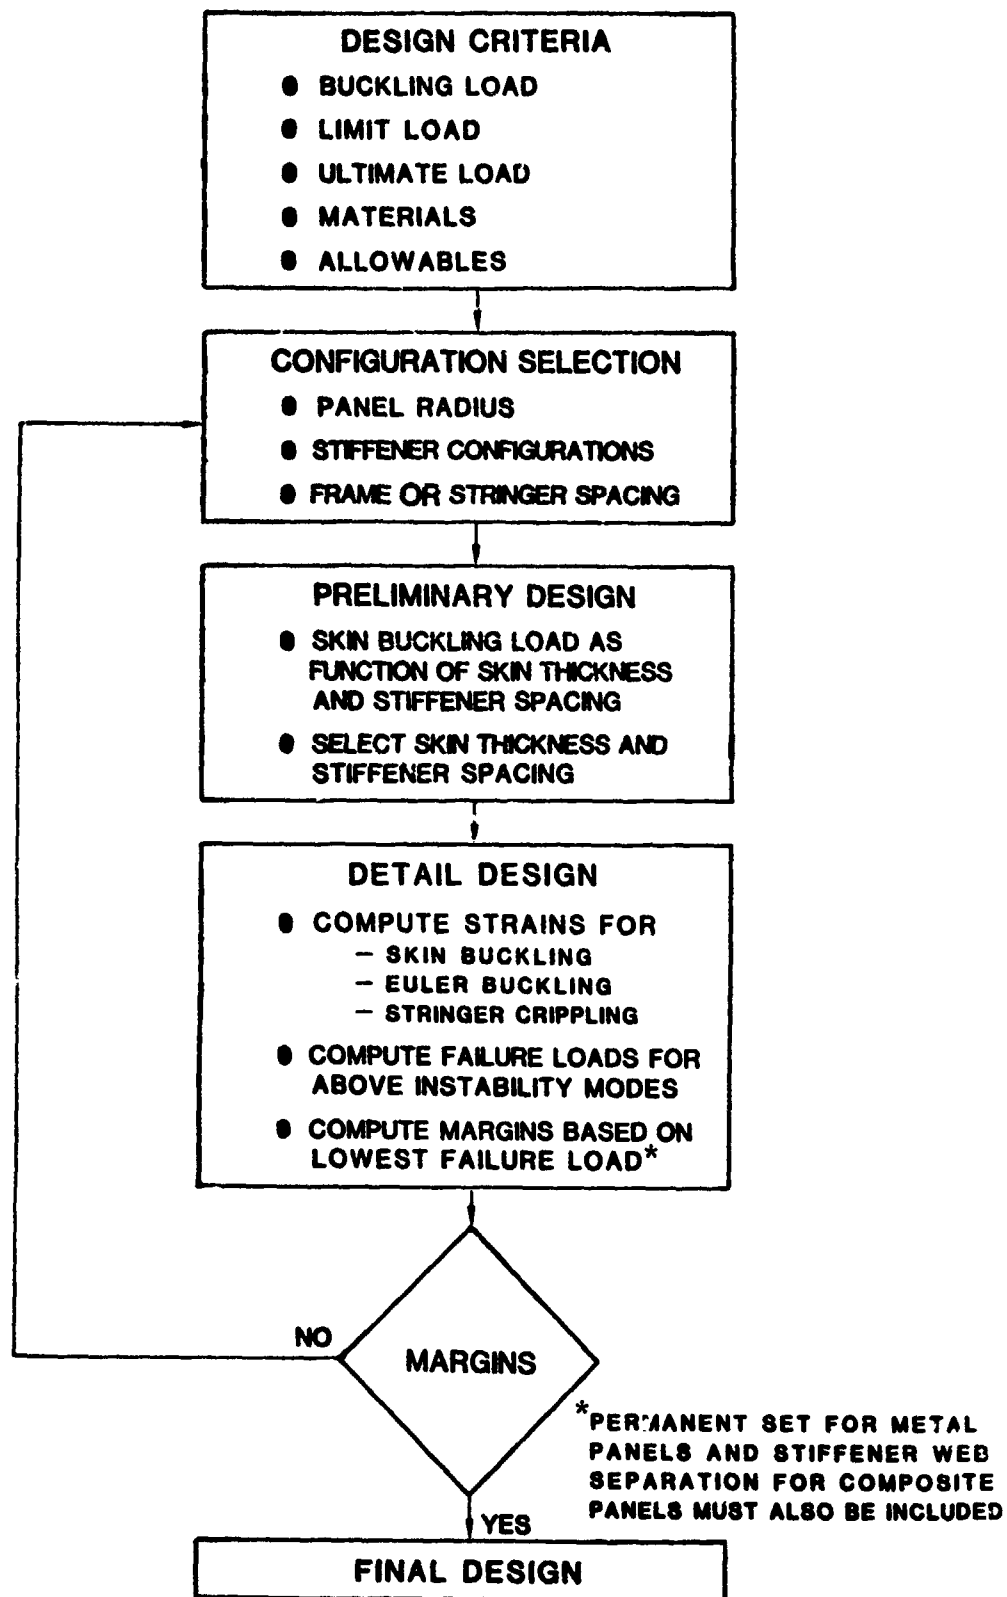 DESIGN CRITERIA
● BUCKLING LOAD
● LIMIT LOAD
● ULTIMATE LOAD
● MATERIALS
● ALLOWABLES
CONFIGURATION SELECTION
● PANEL RADIUS
● STIFFENER CONFIGURATIONS
● FRAME OR STRINGER SPACING
PRELIMINARY DESIGN
● SKIN BUCKLING LOAD AS
FUNCTION OF SKIN THICKNESS
AND STIFFENER SPACING
● SELECT SKIN THICKNESS AND
STIFFENER SPACING
DETAIL DESIGN
● COMPUTE STRAINS FOR
– SKIN BUCKLING
– EULER BUCKLING
– STRINGER CRIPPLING
● COMPUTE FAILURE LOADS FOR
ABOVE INSTABILITY MODES
● COMPUTE MARGINS BASED ON
LOWEST FAILURE LOAD*
NO
MARGINS
*PERMANENT SET FOR METAL
PANELS AND STIFFENER WEB
SEPARATION FOR COMPOSITE
PANELS MUST ALSO BE INCLUDED
YES
FINAL DESIGN